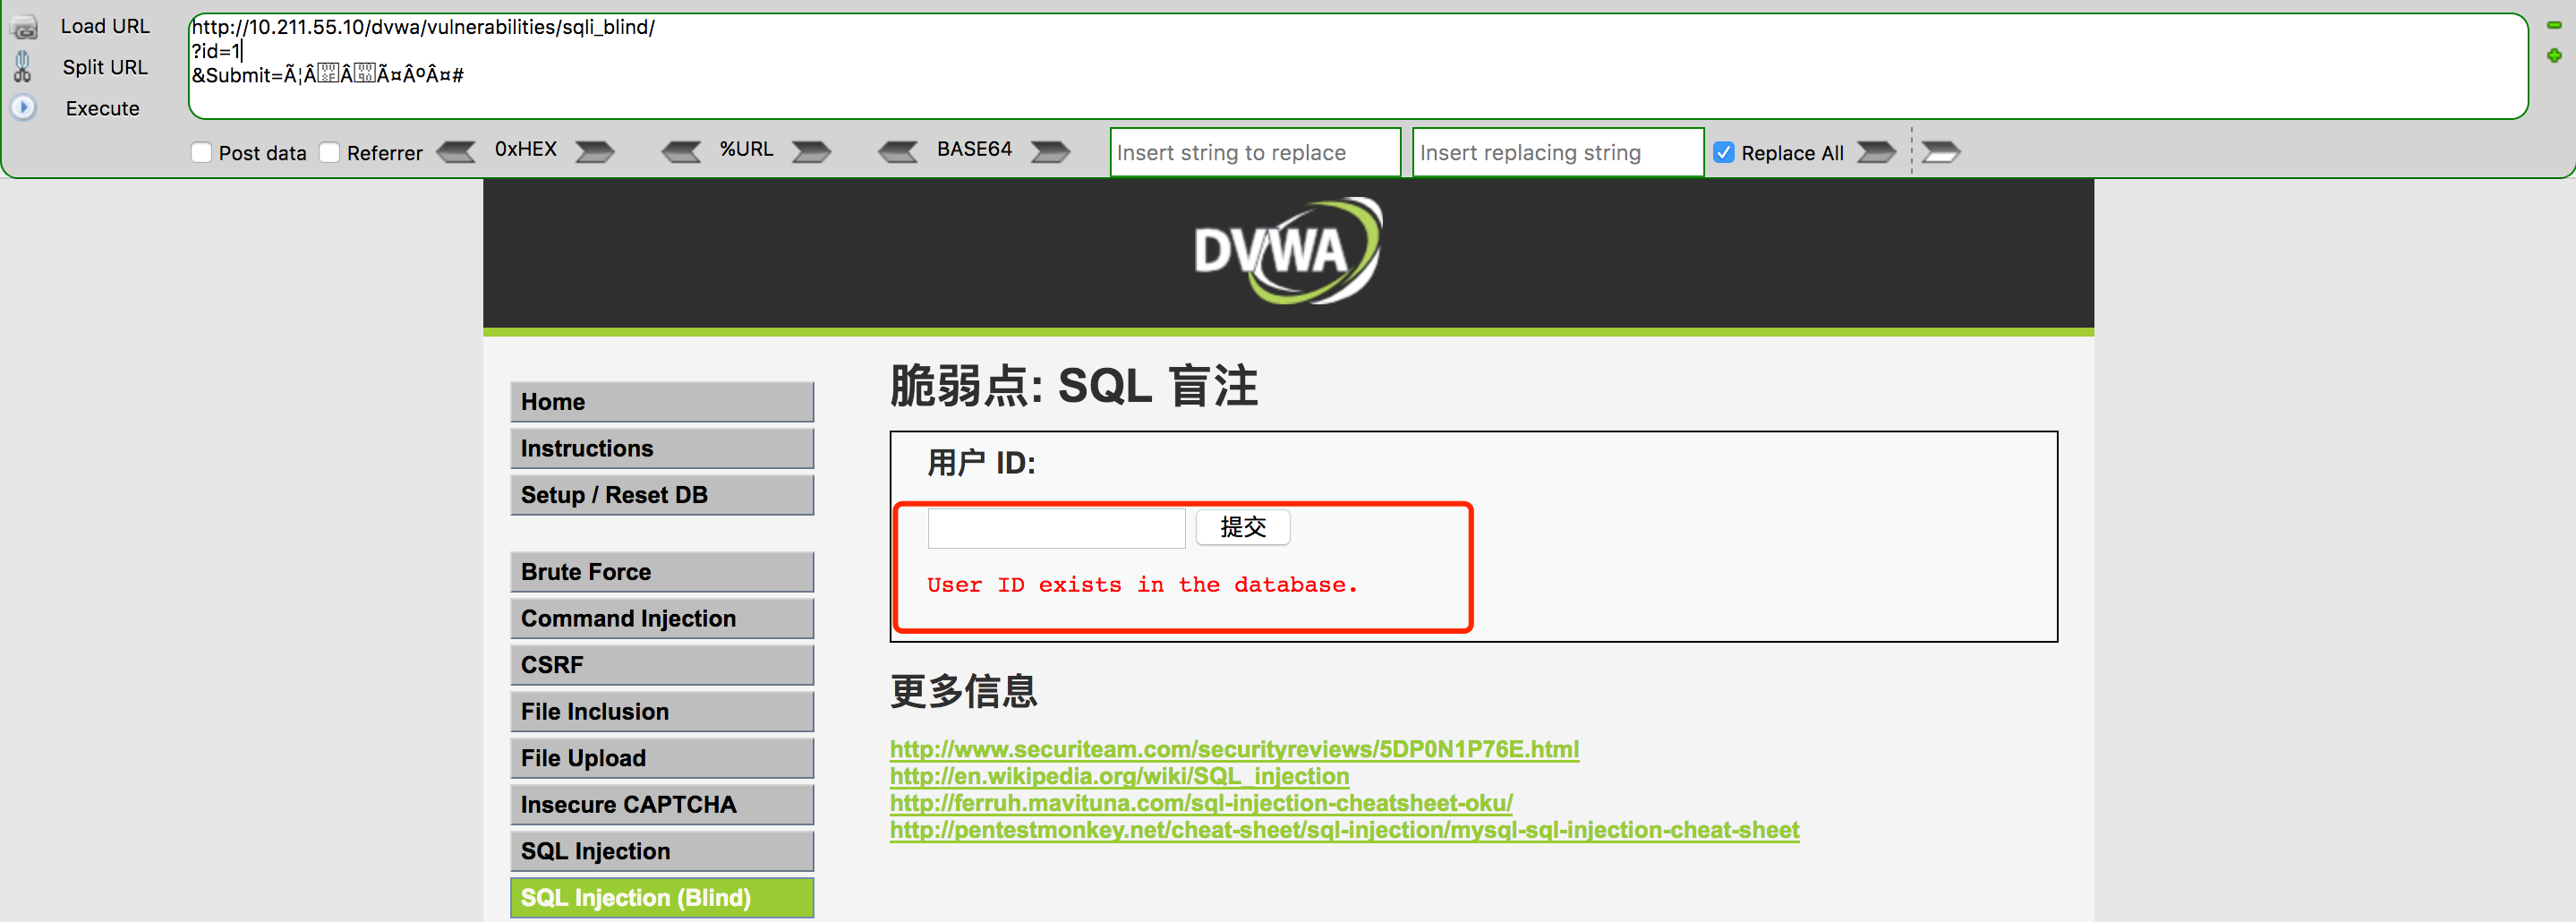 Load URL
Split URL
Execute
http://10.211.55.10/dvwa/vulnerabilities/sqli_blind/
?id=1
&Submit=
Post data
Referrer
0xHEX
%URL
BASE64
Insert string to replace
Insert replacing string
Replace All
DVWA
Home
Instructions
Setup / Reset DB
Brute Force
Command Injection
CSRF
File Inclusion
File Upload
Insecure CAPTCHA
SQL Injection
SQL Injection (Blind)
脆弱点: SQL 盲注
用户 ID:
提交
User ID exists in the database.
更多信息
http://www.securiteam.com/securityreviews/5DP0N1P76E.html
http://en.wikipedia.org/wiki/SQL_injection
http://ferruh.mavituna.com/sql-injection-cheatsheet-oku/
http://pentestmonkey.net/cheat-sheet/sql-injection/mysql-sql-injection-cheat-sheet